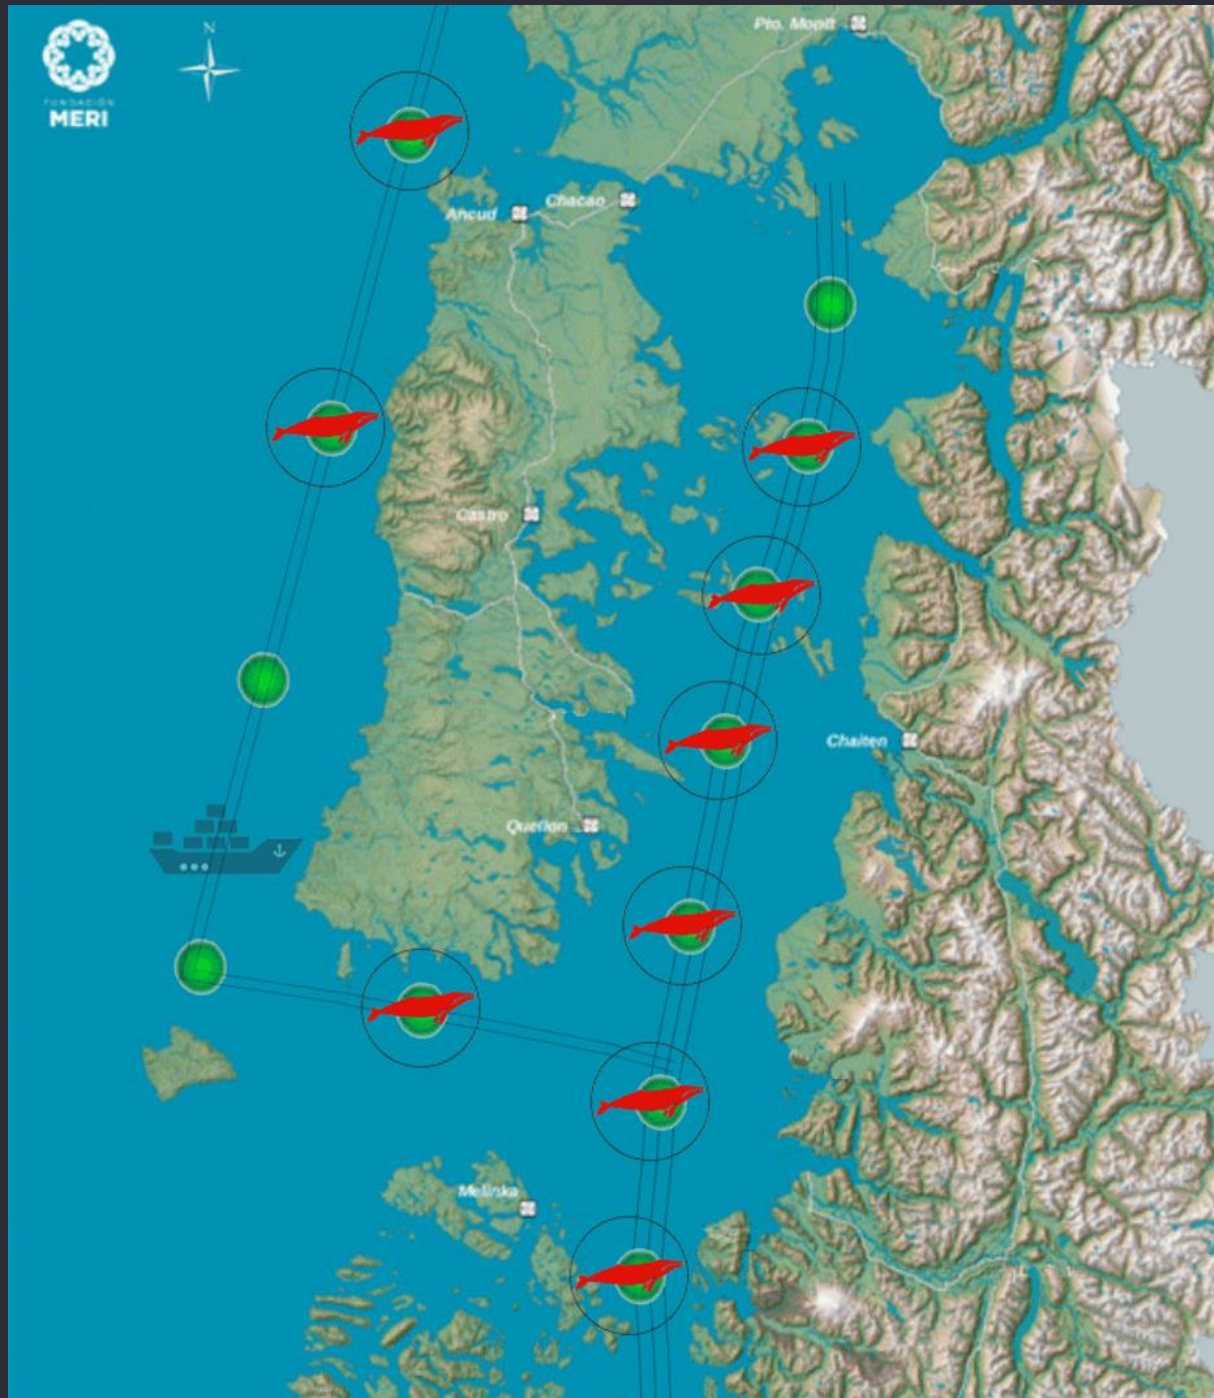 N
FUNDACIÓN
MERI
Pto. Montt
Ancud
Chacao
Castro
Chaiten
Quellon
Melinka